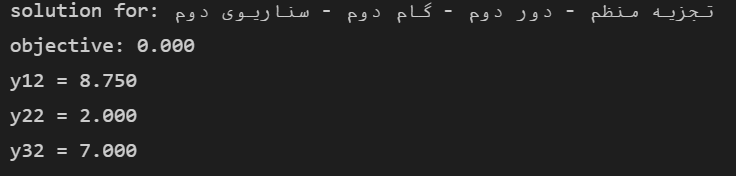 solution for: تجزیه منظم - دور دوم - گام دوم - سناریوی دوم
objective: 0.000
y12 = 8.750
y22 = 2.000
y32 = 7.000